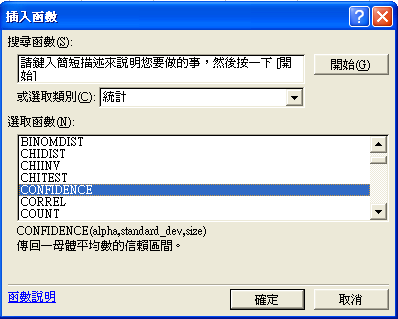 插入函數
搜尋函數(S):
請鍵入簡短描述來說明您要做的事，然後按一下 [開
始]
開始(G)
或選取類別(C):
統計
選取函數(N):
BINOMDIST
CHIDIST
CHIINV
CHITEST
CONFIDENCE
CORREL
COUNT
CONFIDENCE(alpha,standard_dev,size)
傳回一母體平均數的信賴區間。
函數說明
確定
取消